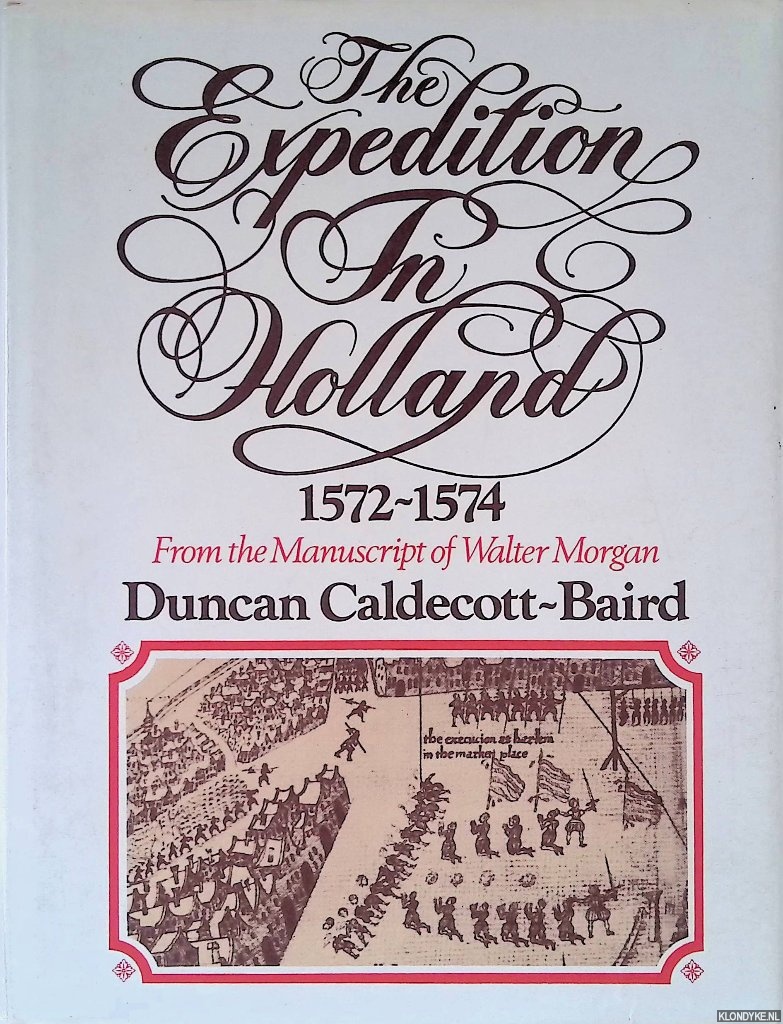 The
Expedition
In
Holland
1572~1574
From the Manuscript of Walter Morgan
Duncan Caldecott~Baird
the execucion at harlem
in the market place
KLONDYKE.NL